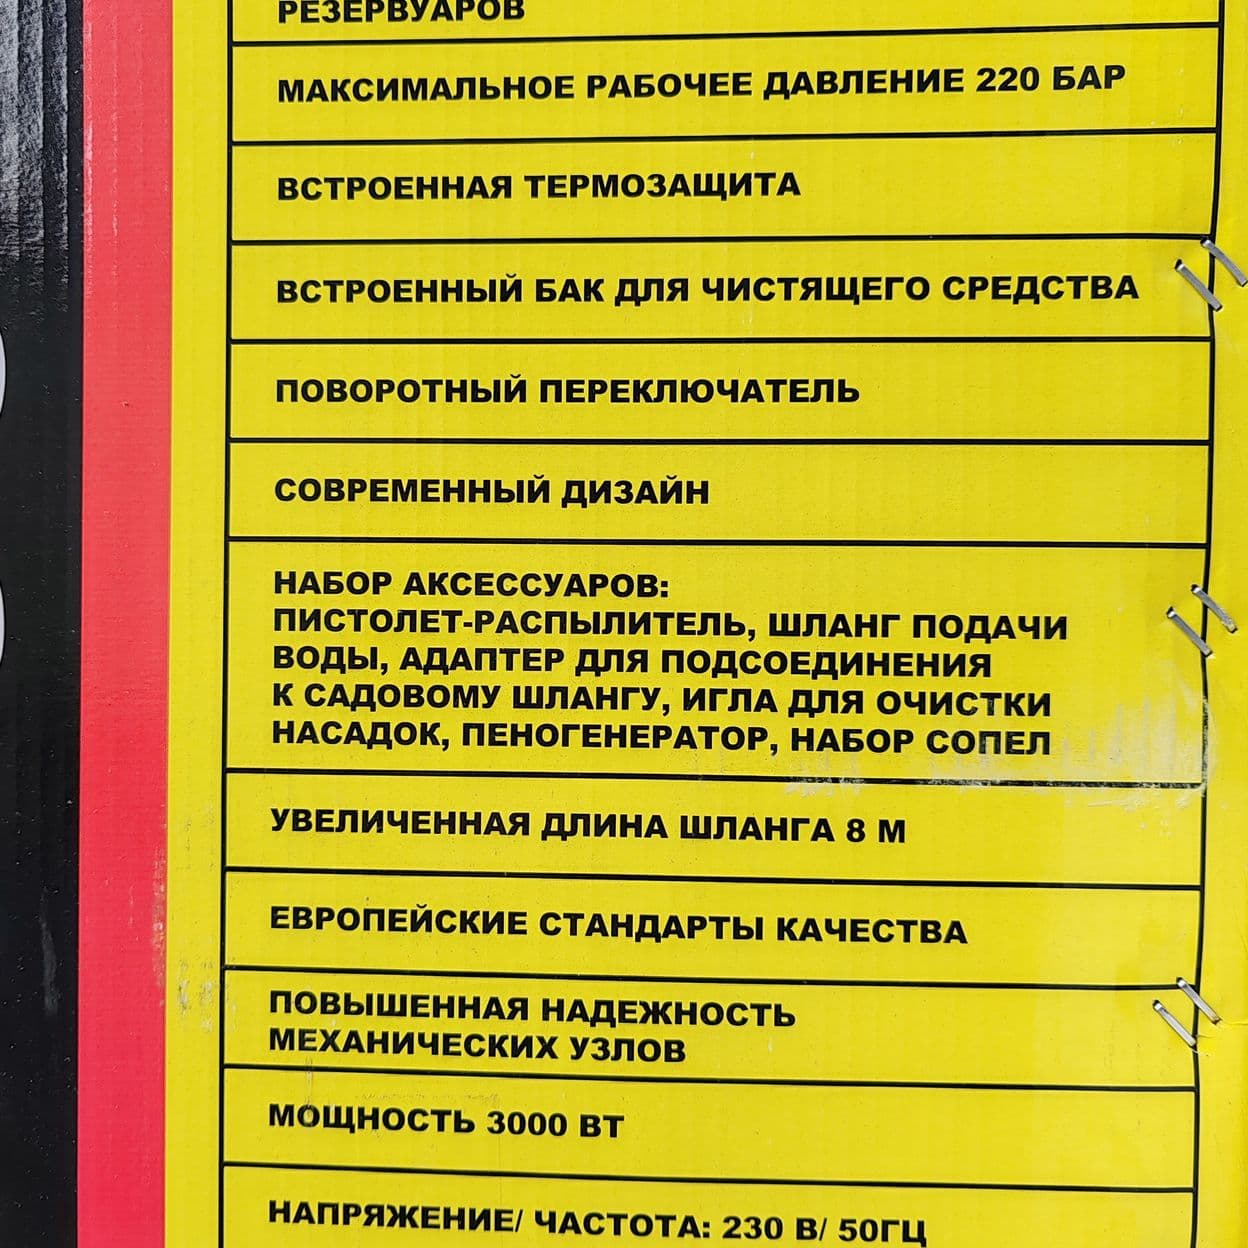 РЕЗЕРВУАРОВ
МАКСИМАЛЬНОЕ РАБОЧЕЕ ДАВЛЕНИЕ 220 БАР
ВСТРОЕННАЯ ТЕРМОЗАЩИТА
ВСТРОЕННЫЙ БАК ДЛЯ ЧИСТЯЩЕГО СРЕДСТВА
ПОВОРОТНЫЙ ПЕРЕКЛЮЧАТЕЛЬ
СОВРЕМЕННЫЙ ДИЗАЙН
НАБОР АКСЕССУАРОВ:
ПИСТОЛЕТ-РАСПЫЛИТЕЛЬ, ШЛАНГ ПОДАЧИ
ВОДЫ, АДАПТЕР ДЛЯ ПОДСОЕДИНЕНИЯ
К САДОВОМУ ШЛАНГУ, ИГЛА ДЛЯ ОЧИСТКИ
НАСАДОК, ПЕНОГЕНЕРАТОР, НАБОР СОПЕЛ
УВЕЛИЧЕННАЯ ДЛИНА ШЛАНГА 8 М
ЕВРОПЕЙСКИЕ СТАНДАРТЫ КАЧЕСТВА
ПОВЫШЕННАЯ НАДЕЖНОСТЬ
МЕХАНИЧЕСКИХ УЗЛОВ
МОЩНОСТЬ 3000 ВТ
НАПРЯЖЕНИЕ/ ЧАСТОТА: 230 В/ 50ГЦ